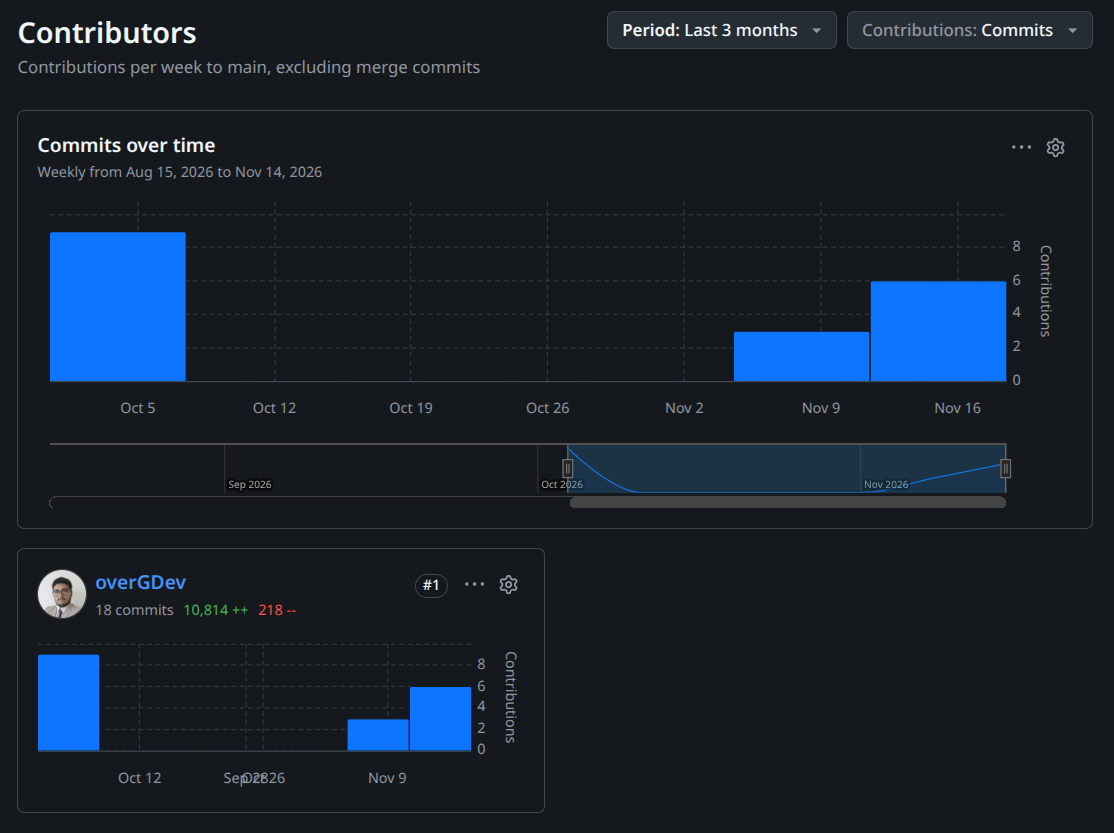 Contributors
Period: Last 3 months
Contributions: Commits
Contributions per week to main, excluding merge commits
Commits over time
Weekly from Aug 15, 2026 to Nov 14, 2026
8
6
4
2
0
Contributions
Oct 5 Oct 12 Oct 19 Oct 26 Nov 2 Nov 9 Nov 16
Sep 2026 Oct 2026 Nov 2026
overGDev
#1
18 commits 10,814 ++ 218 --
8
6
4
2
0
Contributions
Oct 12 Nov 9